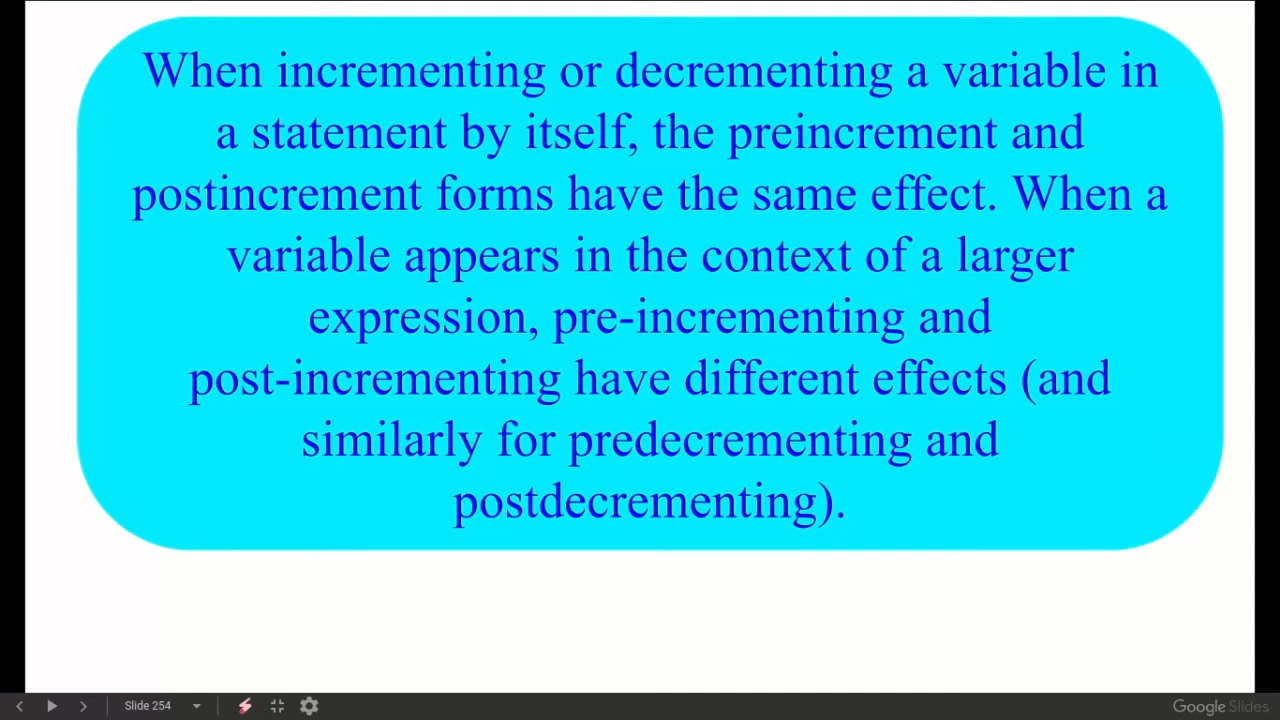 When incrementing or decrementing a variable in
a statement by itself, the preincrement and
postincrement forms have the same effect. When a
variable appears in the context of a larger
expression, pre-incrementing and
post-incrementing have different effects (and
similarly for predecrementing and
postdecrementing).
Slide 254
Google Slides